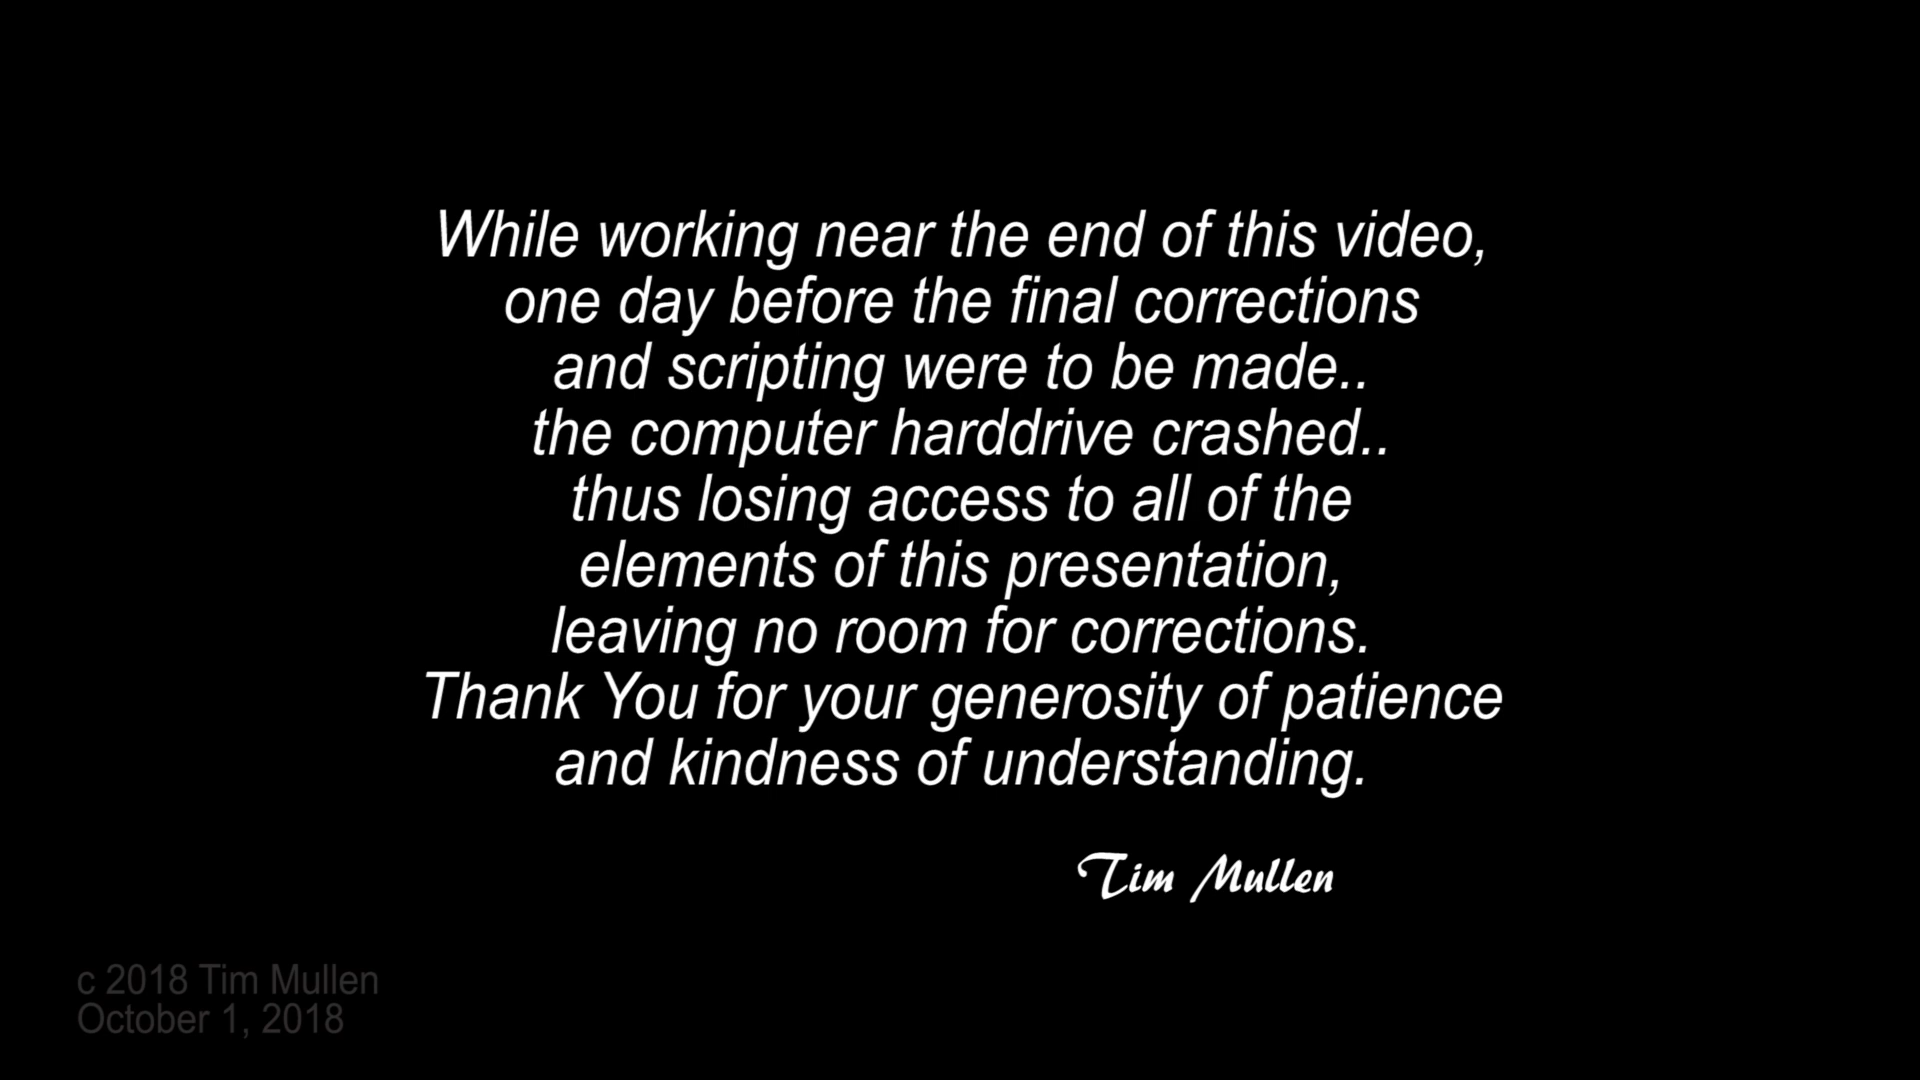 While working near the end of this video,
one day before the final corrections
and scripting were to be made..
the computer harddrive crashed..
thus losing access to all of the
elements of this presentation,
leaving no room for corrections.
Thank You for your generosity of patience
and kindness of understanding.
Tim Mullen
c 2018 Tim Mullen
October 1, 2018